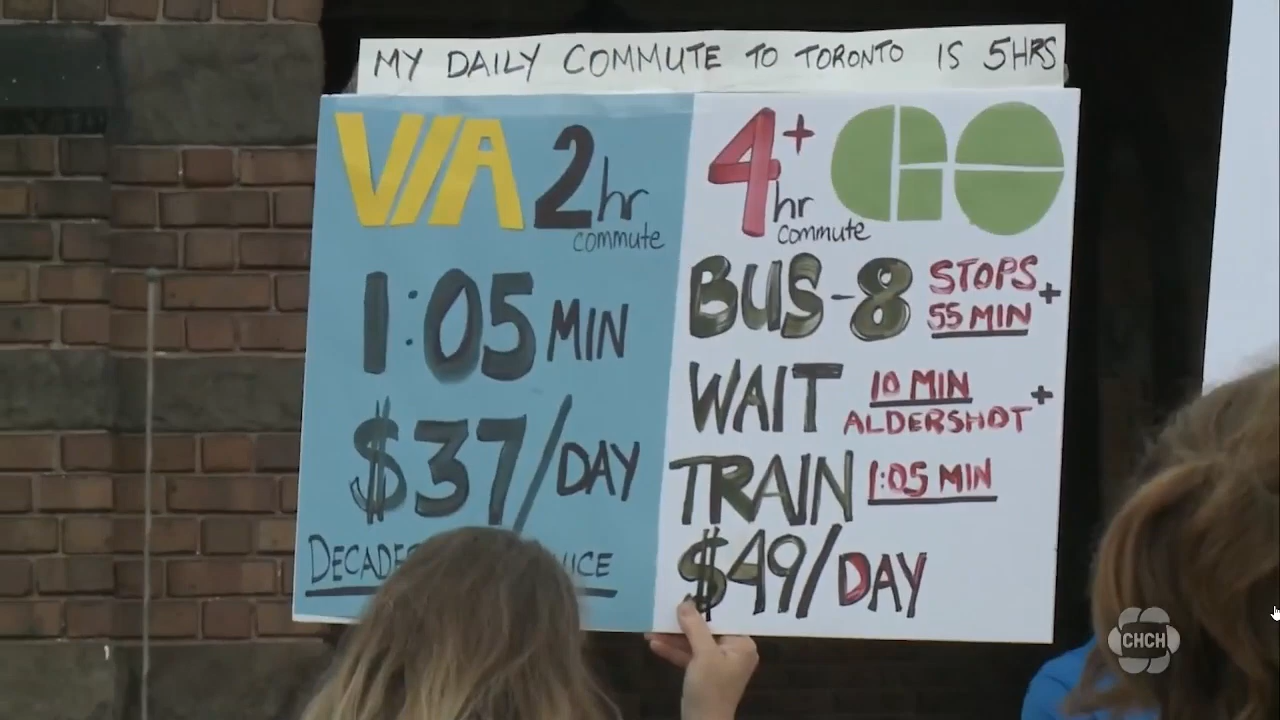 MY DAILY COMMUTE TO TORONTO IS 5HRS
VIA 2hr
commute
1:05 MIN
$37/DAY
4+ hr
commute
GO
BUS-8 STOPS +
55 MIN
WAIT 10 MIN +
ALDERSHOT
TRAIN 1:05 MIN
$49/DAY
CHCH